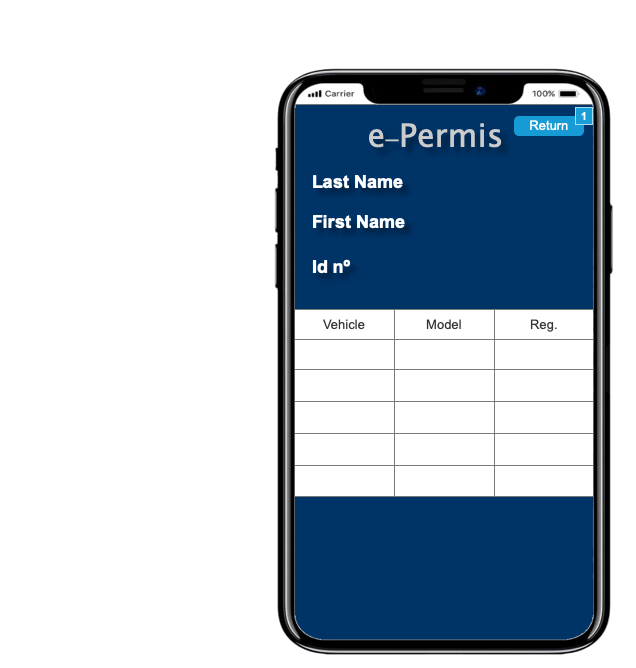 Carrier 100%
1
e-Permis Return
Last Name
First Name
Id nº
Vehicle Model Reg.